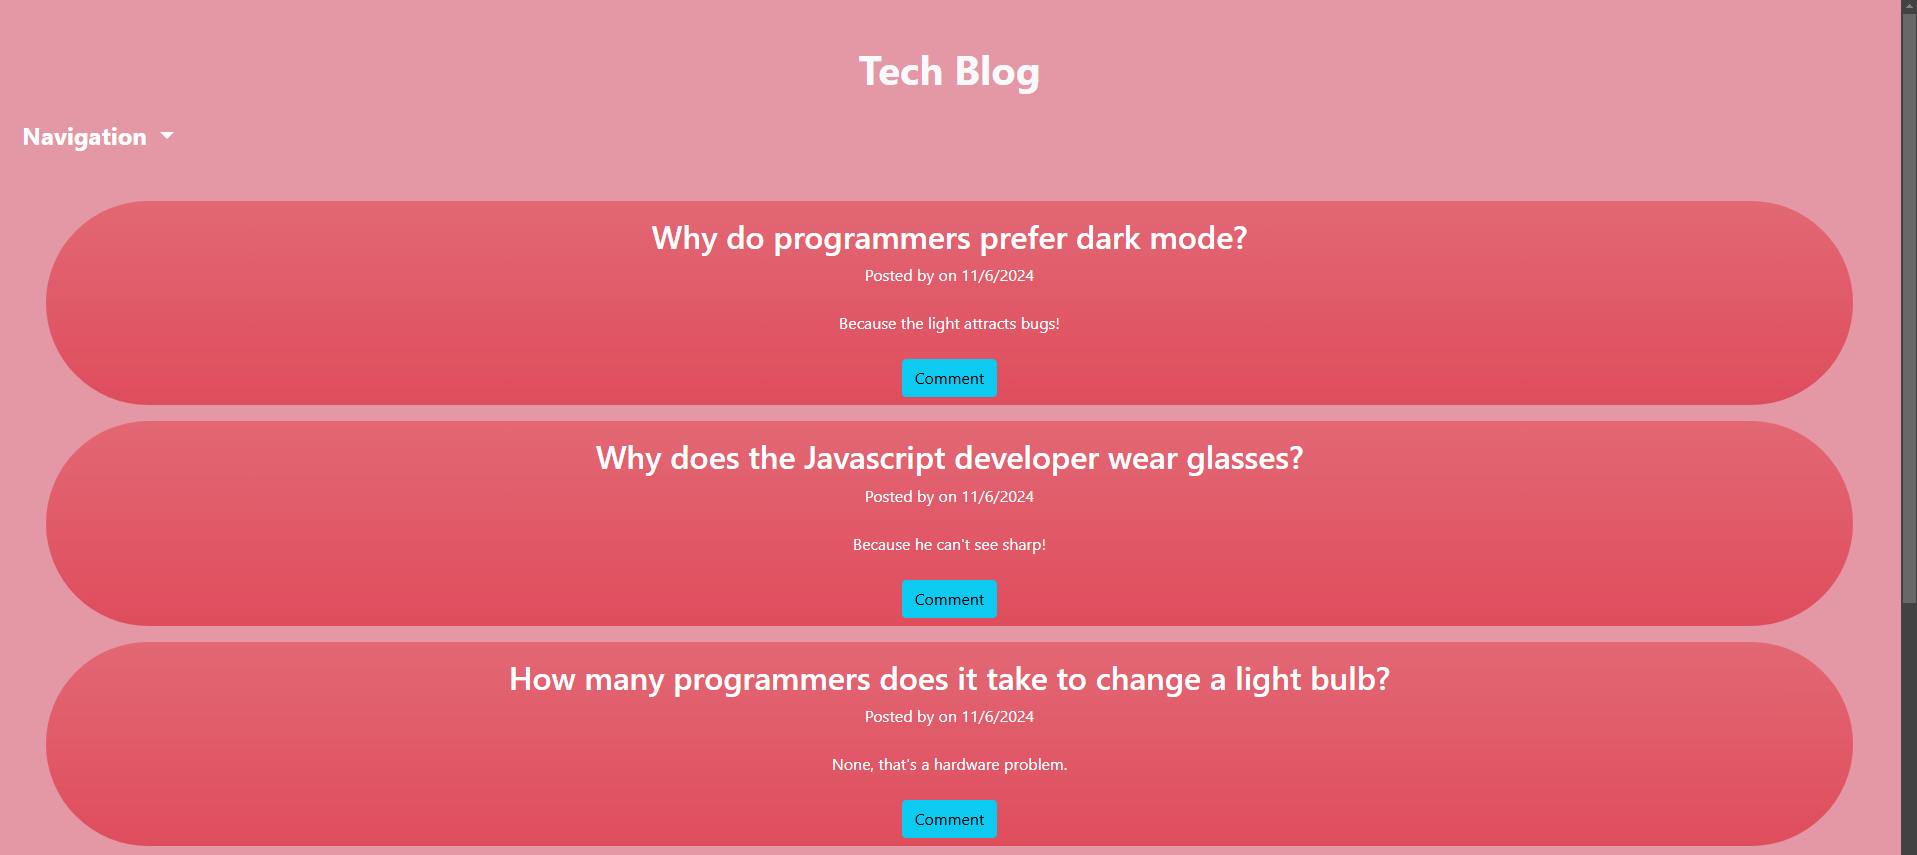 Tech Blog
Navigation
Why do programmers prefer dark mode?
Posted by on 11/6/2024
Because the light attracts bugs!
Comment
Why does the Javascript developer wear glasses?
Posted by on 11/6/2024
Because he can't see sharp!
Comment
How many programmers does it take to change a light bulb?
Posted by on 11/6/2024
None, that's a hardware problem.
Comment